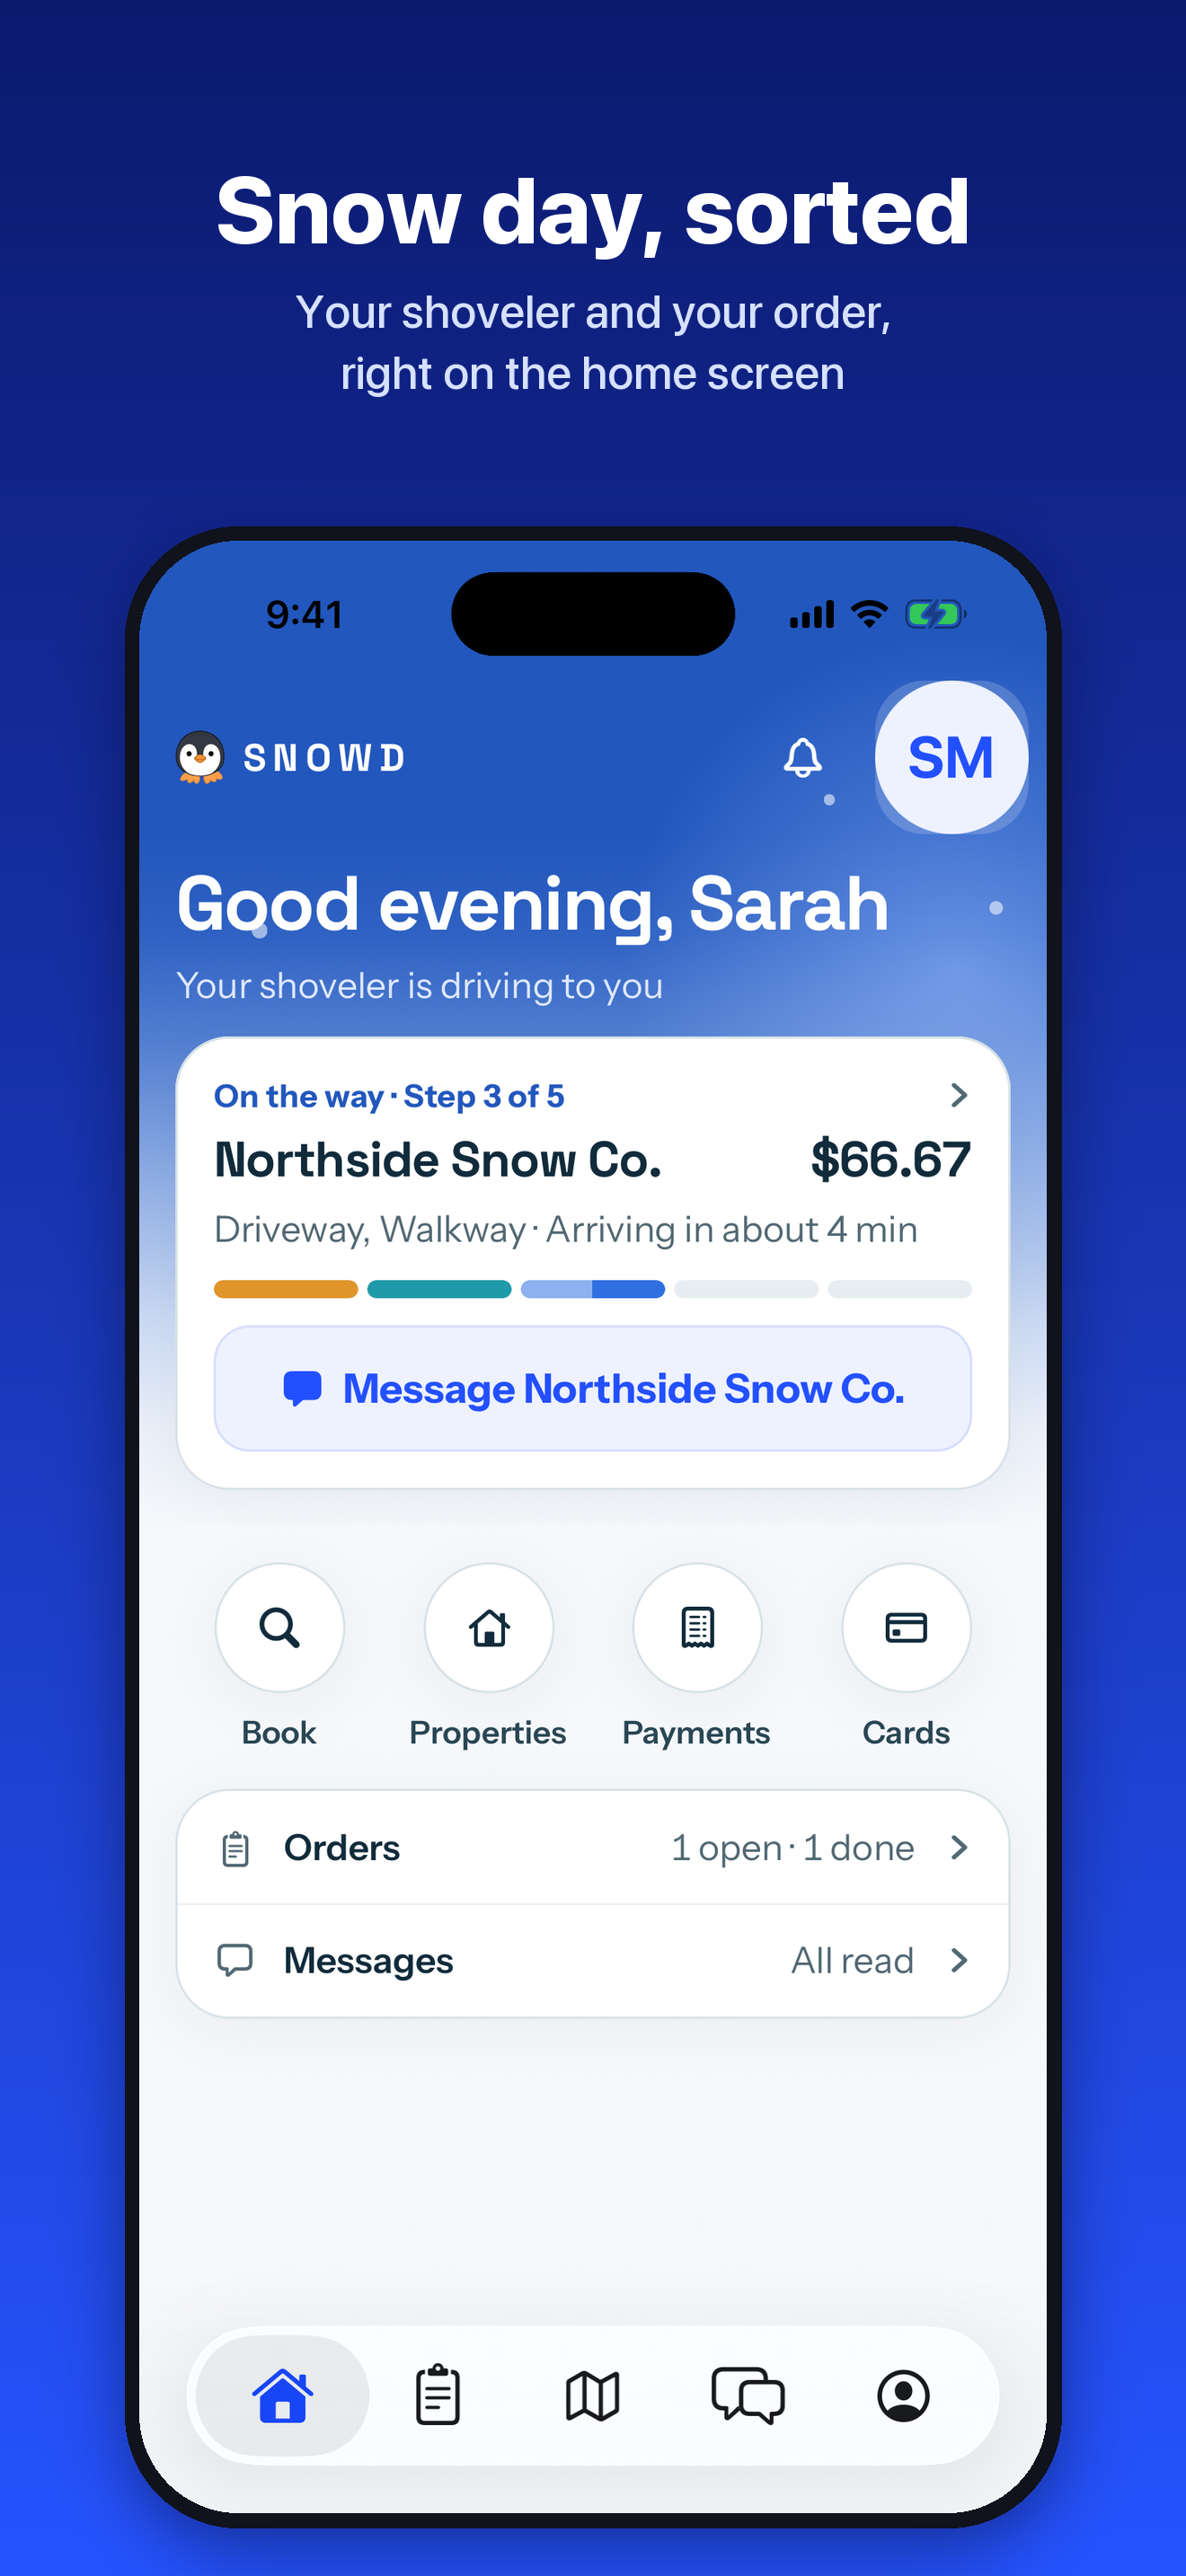 Snow day, sorted
Your shoveler and your order,
right on the home screen
9:41
SNOWD
SM
Good evening, Sarah
Your shoveler is driving to you
On the way · Step 3 of 5
Northside Snow Co. $66.67
Driveway, Walkway · Arriving in about 4 min
Message Northside Snow Co.
Book Properties Payments Cards
Orders 1 open · 1 done
Messages All read